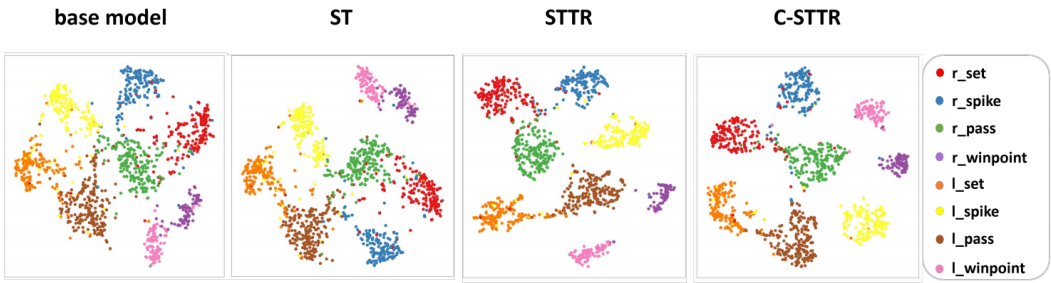 base model
ST
STTR
C-STTR
r_set
r_spike
r_pass
r_winpoint
l_set
l_spike
l_pass
l_winpoint